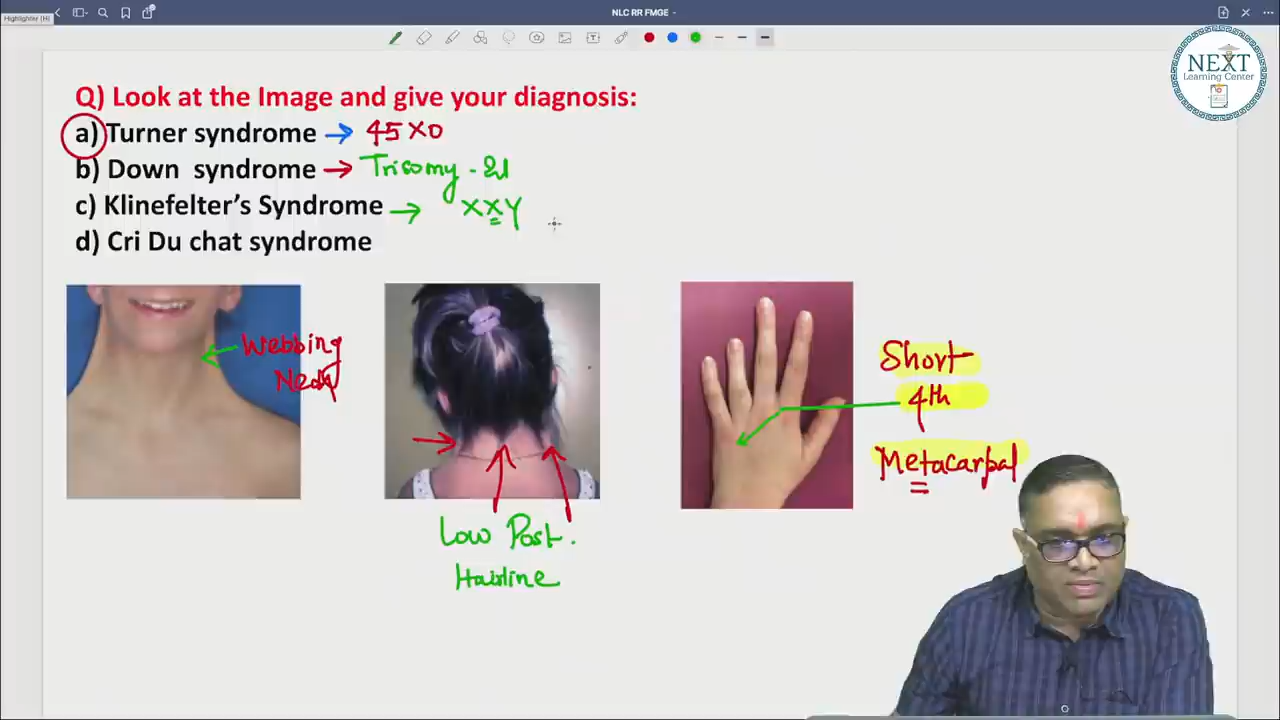 Highlighter (H)
NLC RR FMGE
NEXT
Learning Center
Q) Look at the Image and give your diagnosis:
a) Turner syndrome → 45 XO
b) Down syndrome → Trisomy - 21
c) Klinefelter's Syndrome → XXY
d) Cri Du chat syndrome
Webbing
Neck
Low Post.
Hairline
Short
4th
Metacarpal